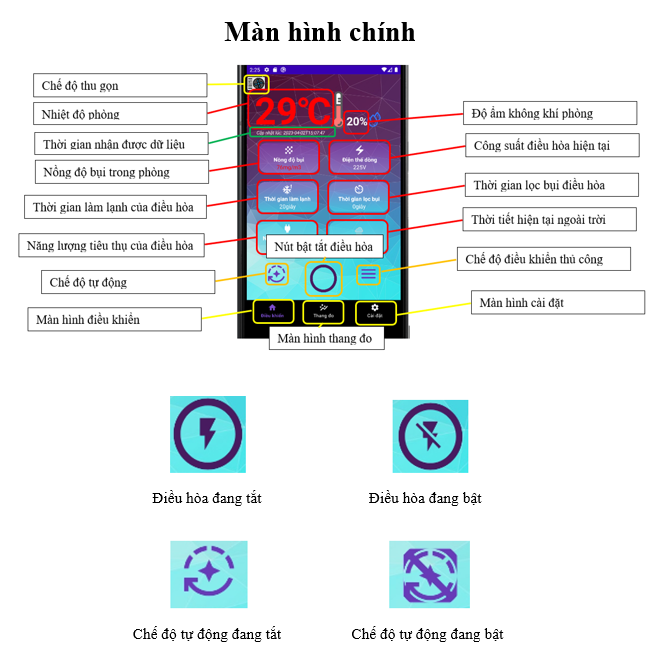 Màn hình chính
2:25
Chế độ thu gọn
Nhiệt độ phòng
Thời gian nhận được dữ liệu
Nồng độ bụi trong phòng
Thời gian làm lạnh của điều hòa
Năng lượng tiêu thụ của điều hòa
Chế độ tự động
Màn hình điều khiển
29°C
20%
Cập nhật lúc: 2023-04-02T15:07:47
Nồng độ bụi
Điện thế dòng
225V
Thời gian làm lạnh
20giây
Thời gian lọc bụi
0giây
Nút bật tắt điều hòa
Điều khiển
Thang đo
Cài đặt
Màn hình thang đo
Độ ẩm không khí phòng
Công suất điều hòa hiện tại
Thời gian lọc bụi điều hòa
Thời tiết hiện tại ngoài trời
Chế độ điều khiển thủ công
Màn hình cài đặt
Điều hòa đang tắt
Điều hòa đang bật
Chế độ tự động đang tắt
Chế độ tự động đang bật